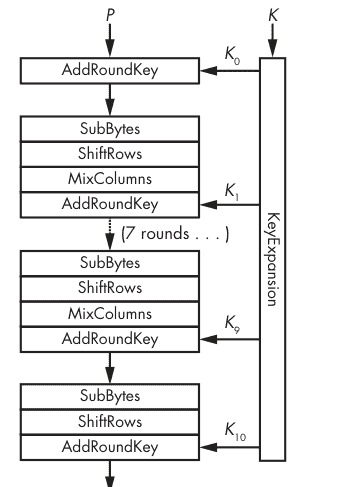 P
K
K0
AddRoundKey
SubBytes
ShiftRows
MixColumns
K1
AddRoundKey
(7 rounds . . . )
KeyExpansion
SubBytes
ShiftRows
MixColumns
K9
AddRoundKey
SubBytes
ShiftRows
K10
AddRoundKey